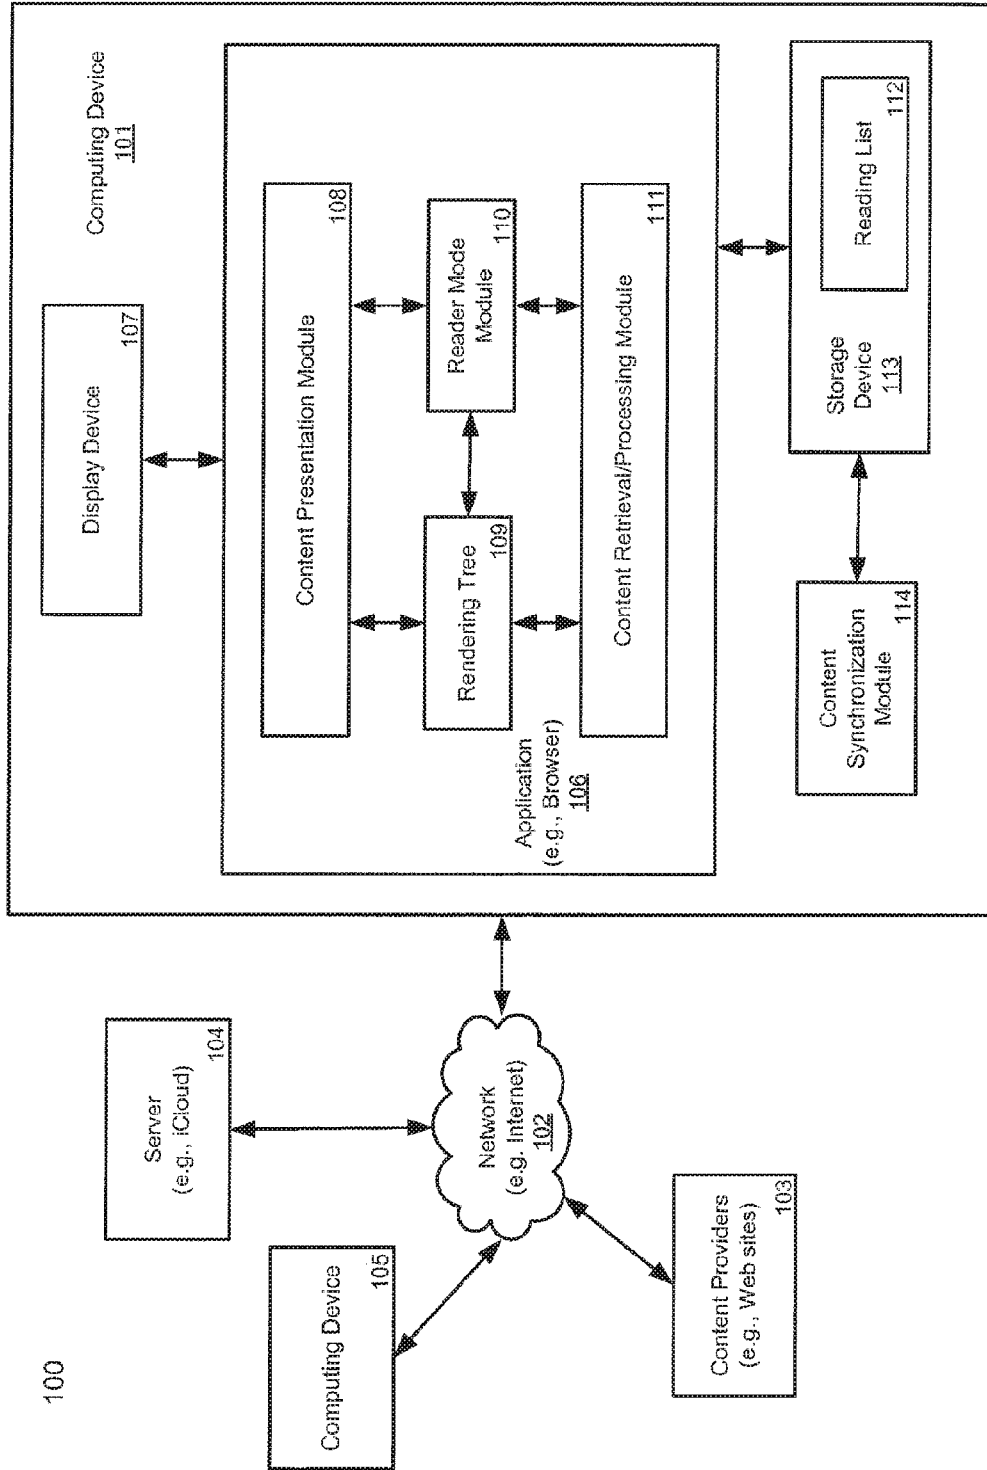 100
Computing Device
105
Server
(e.g., iCloud)
104
Network
(e.g. Internet)
102
Content Providers
(e.g., Web sites)
103
Computing Device
101
Display Device
107
Application
(e.g., Browser)
106
Content Presentation Module
108
Rendering Tree
109
Reader Mode
Module
110
Content Retrieval/Processing Module
111
Content
Synchronization
Module
114
Storage
Device
113
Reading List
112